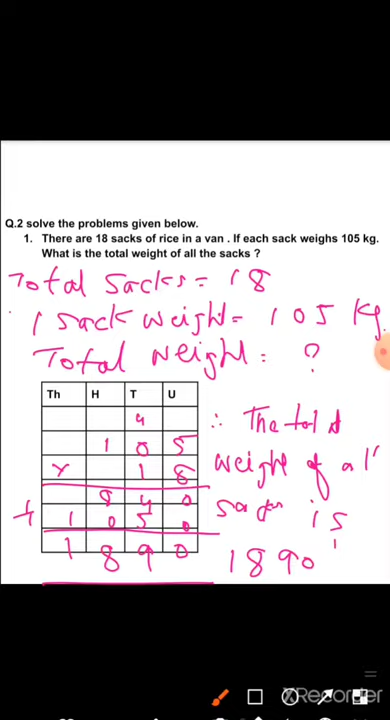 Q.2 solve the problems given below.
1. There are 18 sacks of rice in a van . If each sack weighs 105 kg.
What is the total weight of all the sacks ?
Total Sacks = 18
1 Sack weight = 105 Kg.
Total weight = ?
Th H T U
4
1 0 5
× 1 8
8 4 0
+ 1 0 5 0
1 8 9 0
∴ The total
weight of all
sacks is
1890
XRecorder